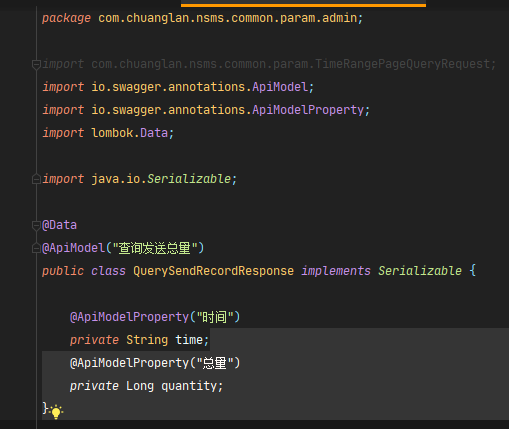 package com.chuanglan.nsms.common.param.admin;
import com.chuanglan.nsms.common.param.TimeRangePageQueryRequest;
import io.swagger.annotations.ApiModel;
import io.swagger.annotations.ApiModelProperty;
import lombok.Data;
import java.io.Serializable;
@Data
@ApiModel("查询发送总量")
public class QuerySendRecordResponse implements Serializable {
@ApiModelProperty("时间")
private String time;
@ApiModelProperty("总量")
private Long quantity;
}